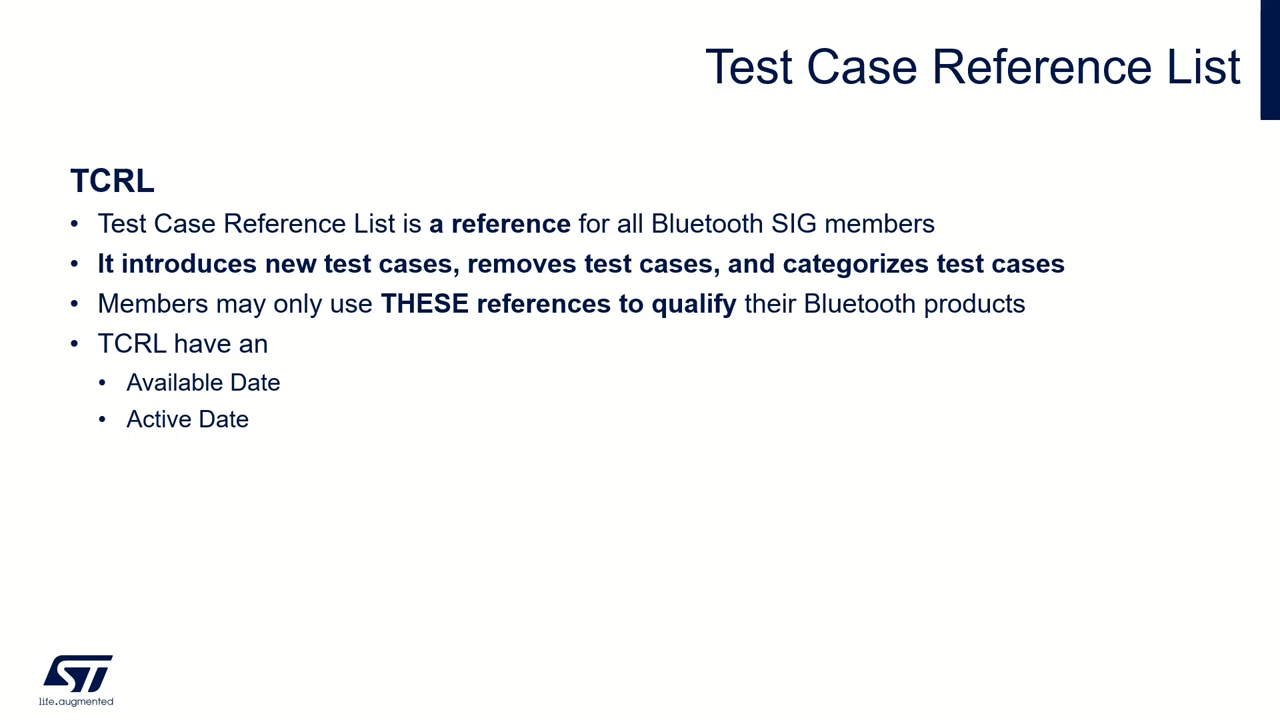 Test Case Reference List
TCRL
• Test Case Reference List is a reference for all Bluetooth SIG members
• It introduces new test cases, removes test cases, and categorizes test cases
• Members may only use THESE references to qualify their Bluetooth products
• TCRL have an
• Available Date
• Active Date
ST
life.augmented